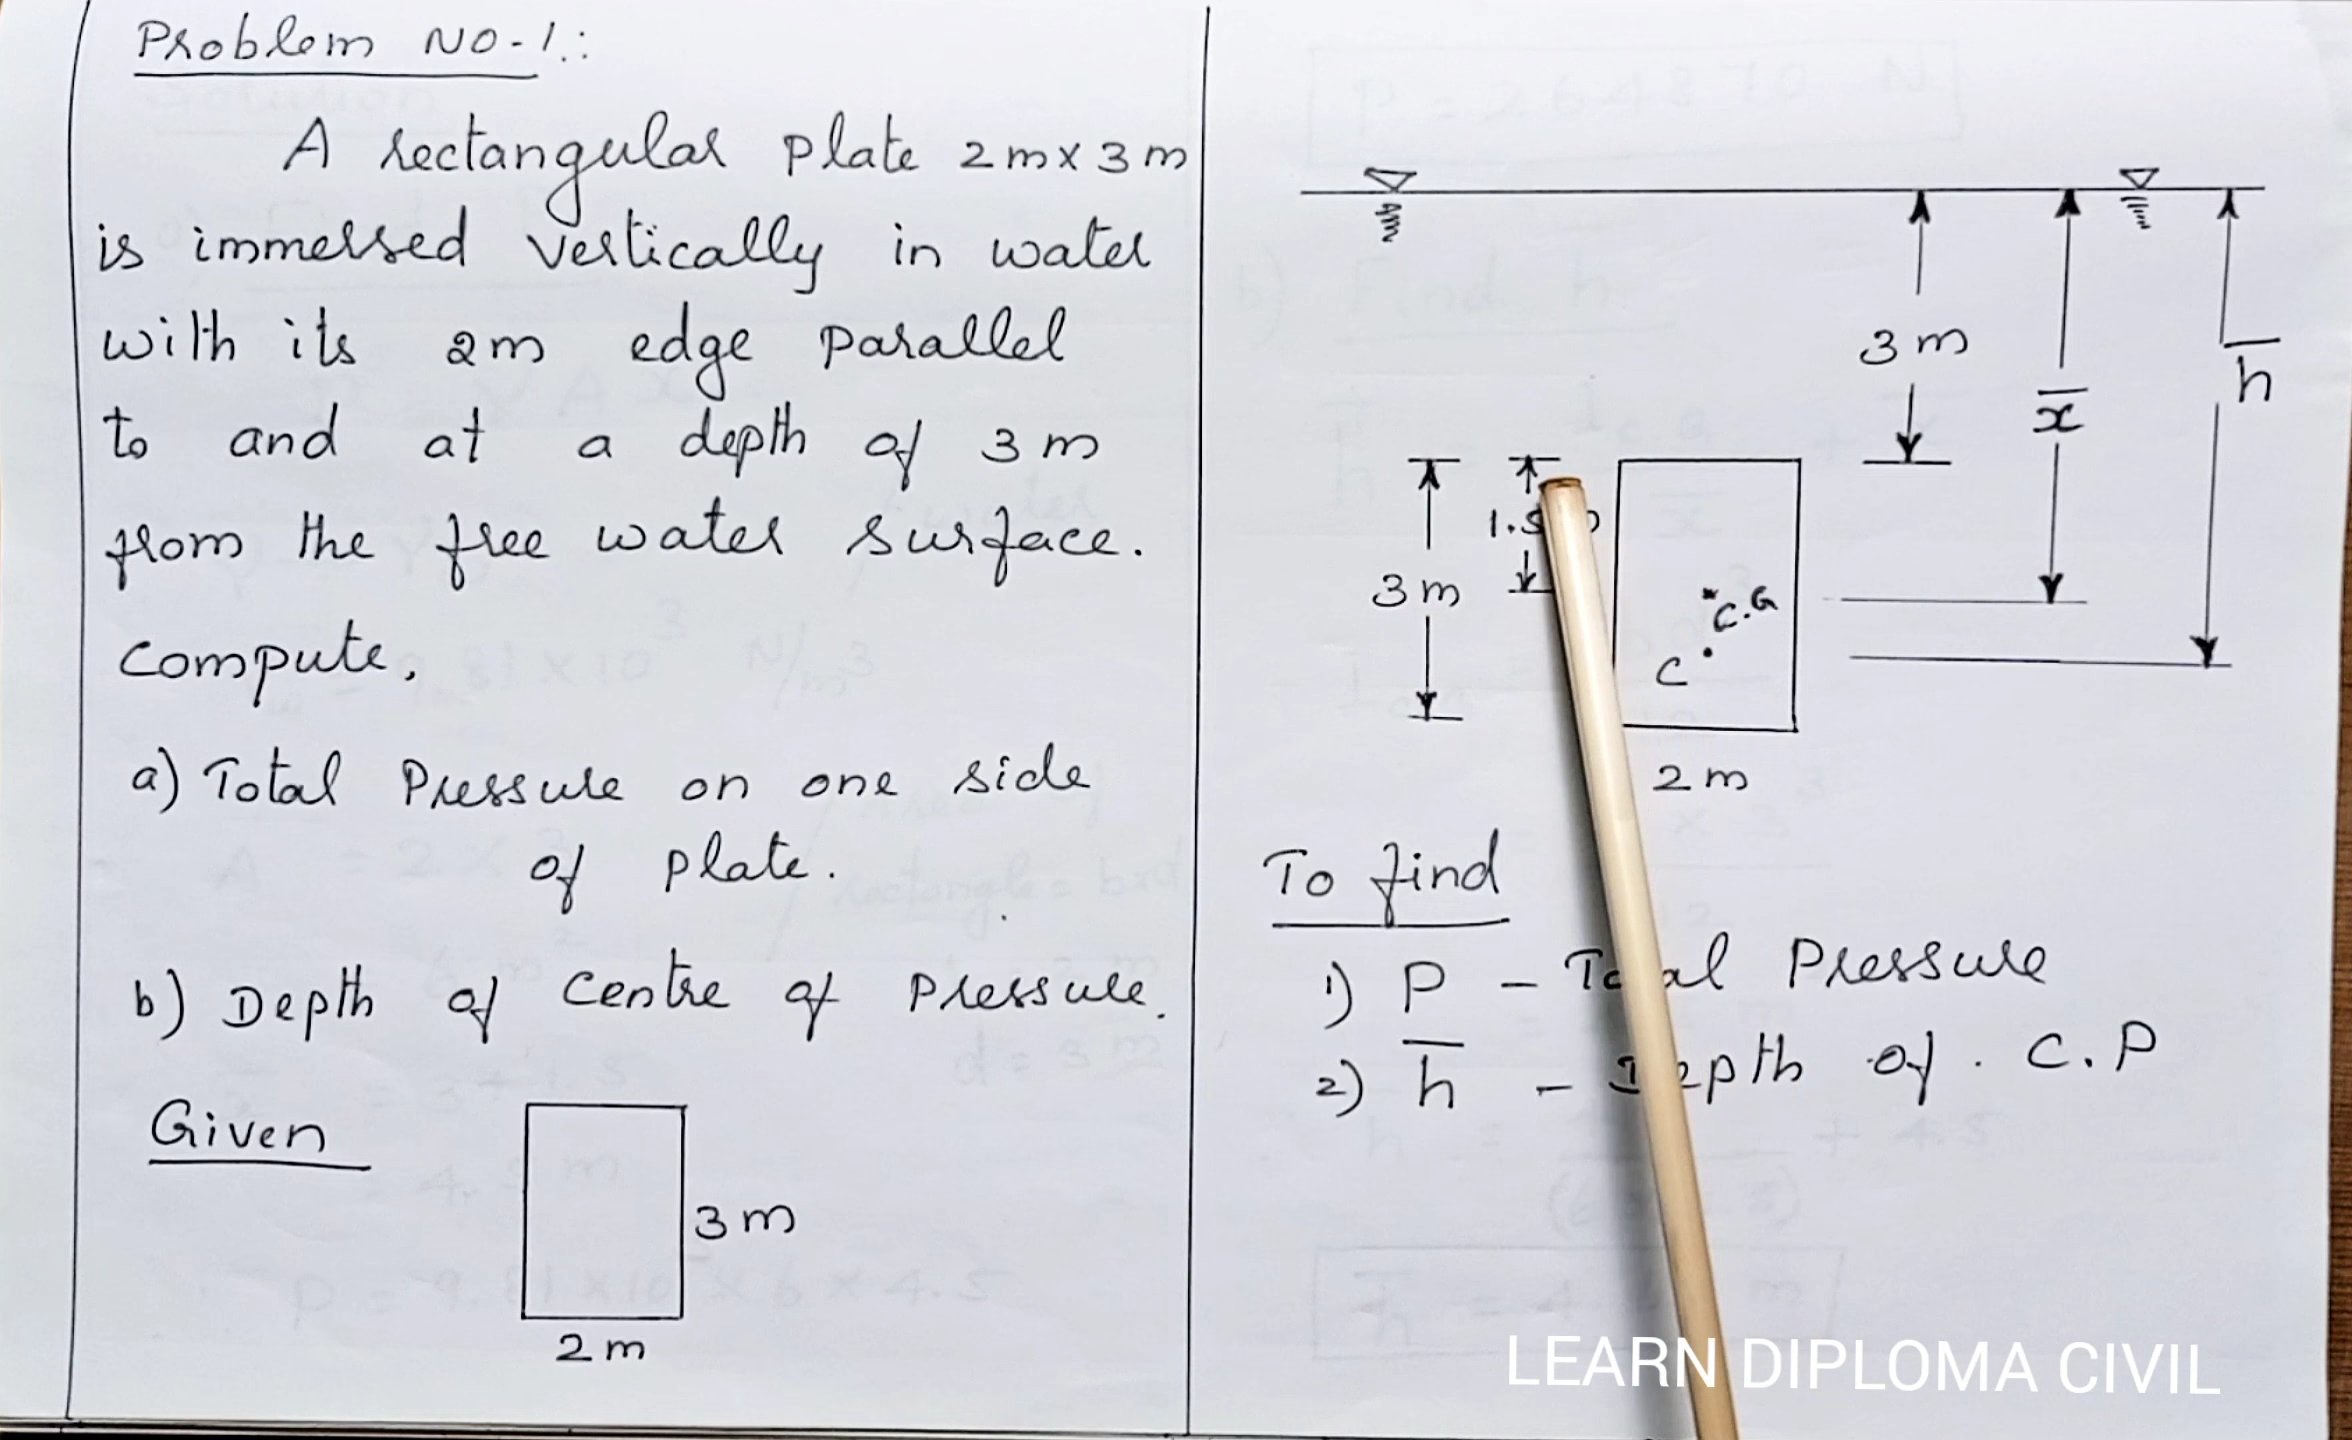 Problem NO-1.:
A rectangular plate 2m x 3m
is immersed vertically in water
with its 2m edge parallel
to and at a depth of 3m
from the free water surface.
compute.
a) Total Pressure on one side
of plate.
b) Depth of centre of pressure.
Given
3m
2m
3m
x̄
h̄
3m
C.G
C
2m
To find
1) P - Total Pressure
2) h̄ - Depth of . C.P
LEARN DIPLOMA CIVIL